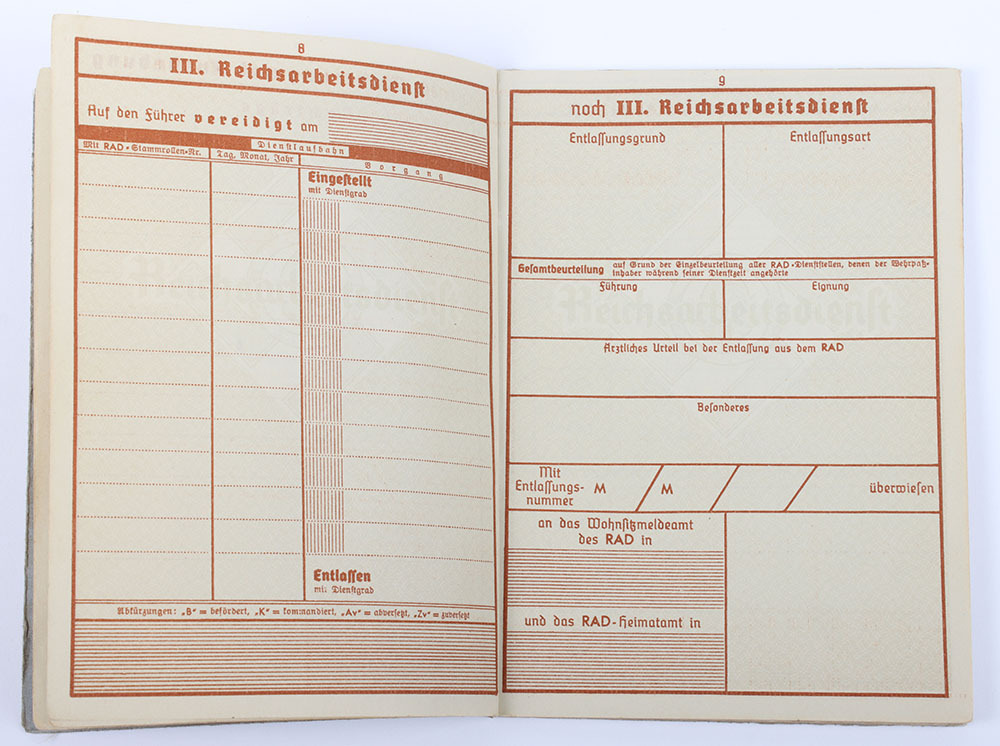 8
III. Reichsarbeitsdienst
Auf den Führer vereidigt am
Dienstlaufbahn
Mit RAD-Stammrollen-Nr.
Tag, Monat, Jahr
Vorgang
Eingestellt
mit Dienstgrad
Entlassen
mit Dienstgrad
Abkürzungen: „B“ = befördert, „K“ = kommandiert, „Av“ = abversetzt, „Zv“ = zuversetzt
9
noch III. Reichsarbeitsdienst
Entlassungsgrund
Entlassungsart
Gesamtbeurteilung auf Grund der Einzelbeurteilung aller RAD-Dienststellen, denen der Wehrpaß-
inhaber während seiner Dienstzeit angehörte
Führung
Eignung
Ärztliches Urteil bei der Entlassung aus dem RAD
Besonderes
Mit
Entlassungs-
nummer
M / M / / / überwiesen
an das Wohnsitzmeldeamt
des RAD in
und das RAD-Heimatamt in